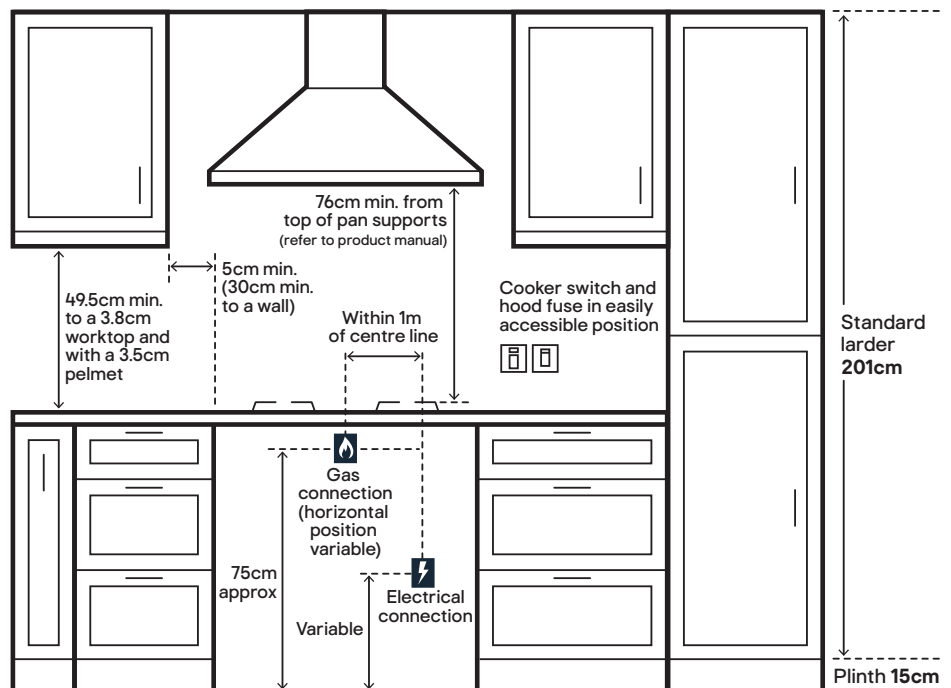 76cm min. from
top of pan supports
(refer to product manual)
5cm min.
(30cm min.
to a wall)
49.5cm min.
to a 3.8cm
worktop and
with a 3.5cm
pelmet
Within 1m
of centre line
Cooker switch and
hood fuse in easily
accessible position
Standard
larder
201cm
Gas
connection
(horizontal
position
variable)
75cm
approx
Electrical
connection
Variable
Plinth 15cm